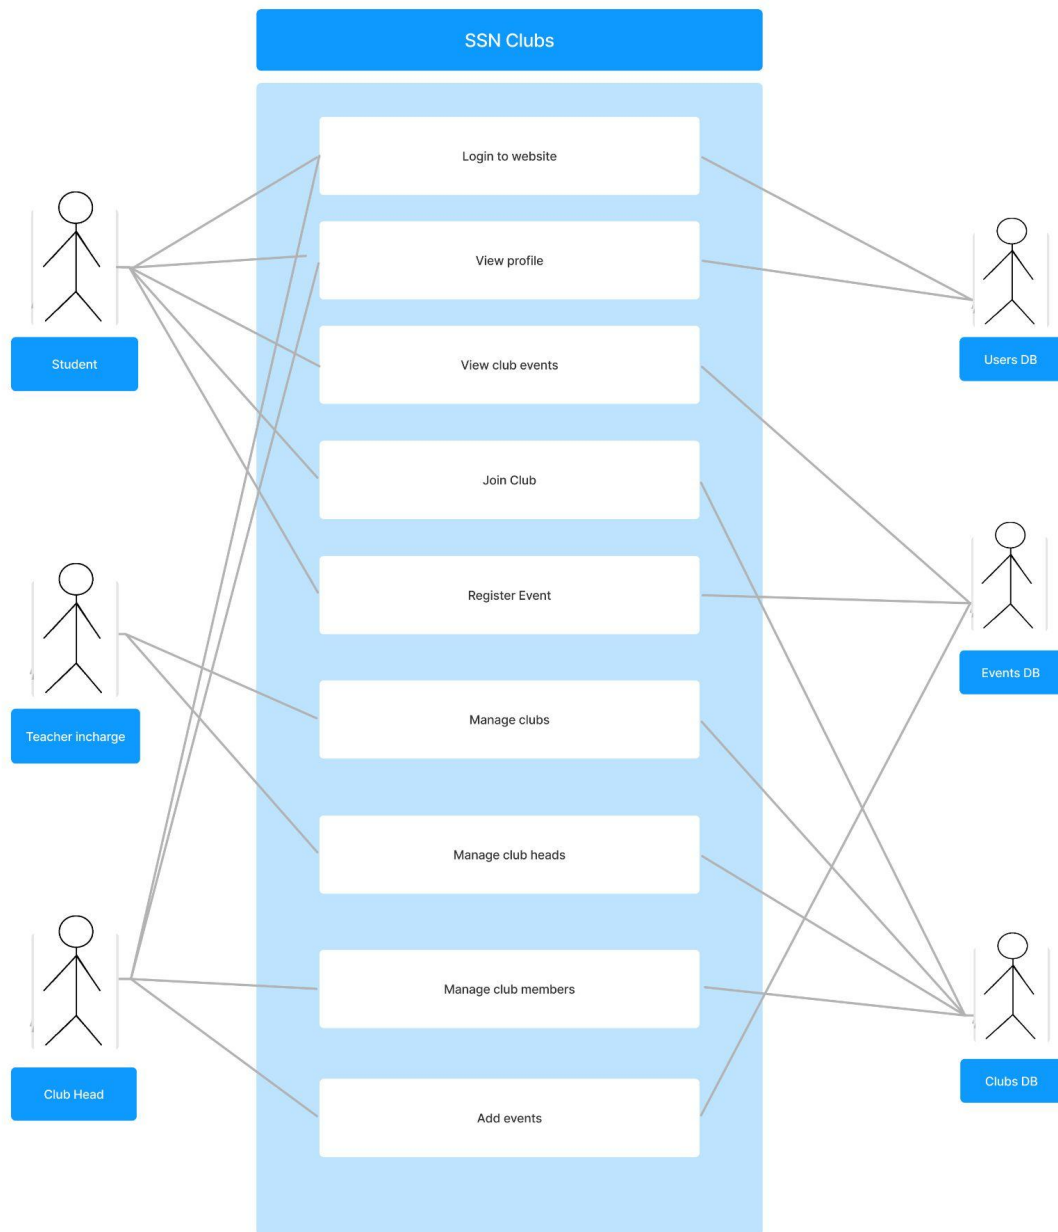 SSN Clubs
Login to website
View profile
View club events
Join Club
Register Event
Manage clubs
Manage club heads
Manage club members
Add events
Student
Teacher incharge
Club Head
Users DB
Events DB
Clubs DB